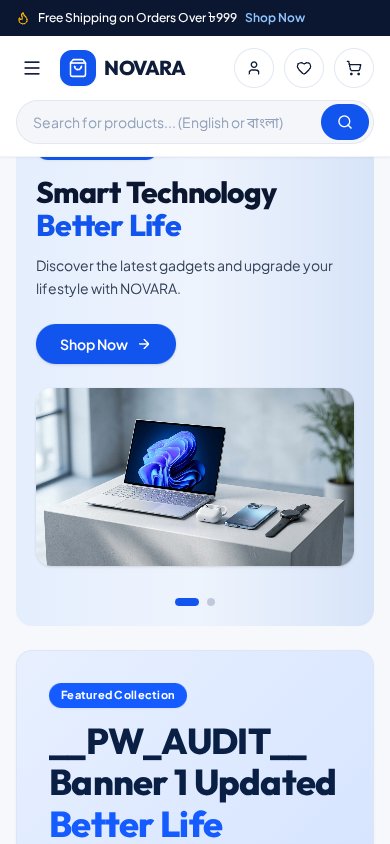 Free Shipping on Orders Over ৳999 Shop Now
NOVARA
Search for products... (English or বাংলা)
Smart Technology
Better Life
Discover the latest gadgets and upgrade your
lifestyle with NOVARA.
Shop Now
Featured Collection
__PW_AUDIT__
Banner 1 Updated
Better Life